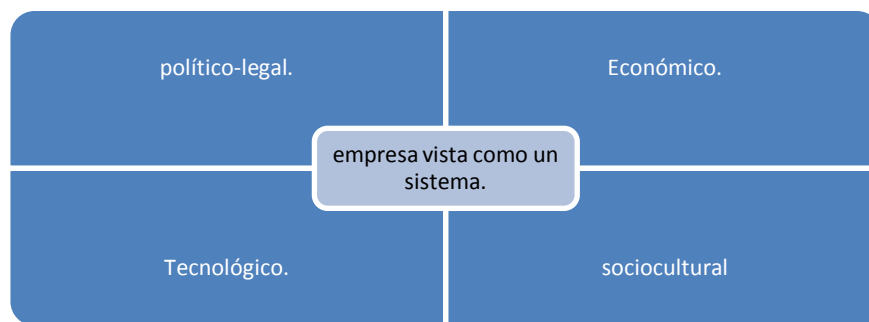 político-legal.
Económico.
empresa vista como un
sistema.
Tecnológico.
sociocultural